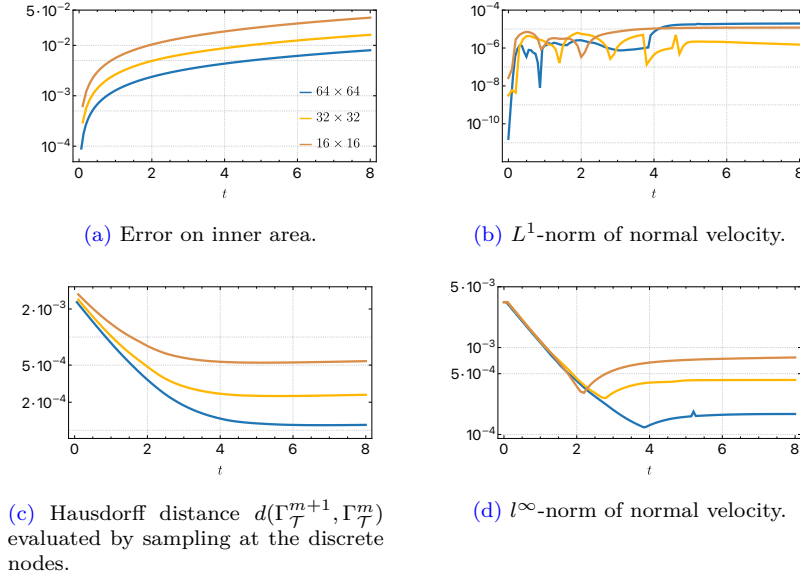 5·10⁻²
10⁻²
10⁻³
10⁻⁴
64 × 64
32 × 32
16 × 16
0 2 4 6 8
t
(a) Error on inner area.
10⁻⁴
10⁻⁶
10⁻⁸
10⁻¹⁰
0 2 4 6 8
t
(b) L¹-norm of normal velocity.
2·10⁻³
5·10⁻⁴
2·10⁻⁴
0 2 4 6 8
t
(c) Hausdorff distance d(Γ_𝒯^{m+1}, Γ_𝒯^m)
evaluated by sampling at the discrete
nodes.
5·10⁻³
10⁻³
5·10⁻⁴
10⁻⁴
0 2 4 6 8
t
(d) l^∞-norm of normal velocity.